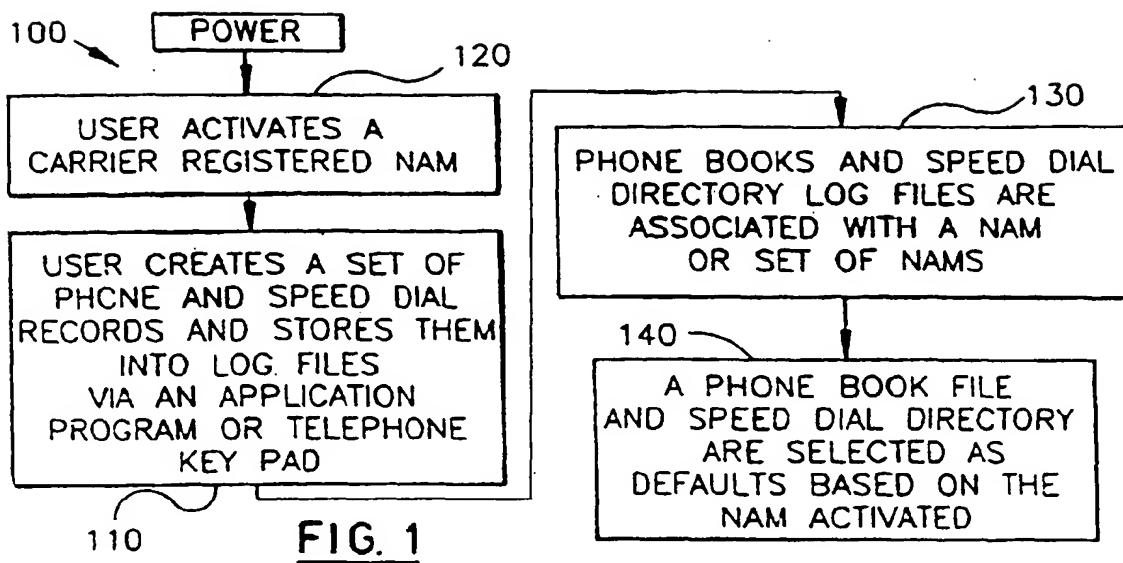 100
POWER
120
USER ACTIVATES A
CARRIER REGISTERED NAM
USER CREATES A SET OF
PHONE AND SPEED DIAL
RECORDS AND STORES THEM
INTO LOG FILES
VIA AN APPLICATION
PROGRAM OR TELEPHONE
KEY PAD
110
130
PHONE BOOKS AND SPEED DIAL
DIRECTORY LOG FILES ARE
ASSOCIATED WITH A NAM
OR SET OF NAMS
140
A PHONE BOOK FILE
AND SPEED DIAL DIRECTORY
ARE SELECTED AS
DEFAULTS BASED ON THE
NAM ACTIVATED
FIG. 1